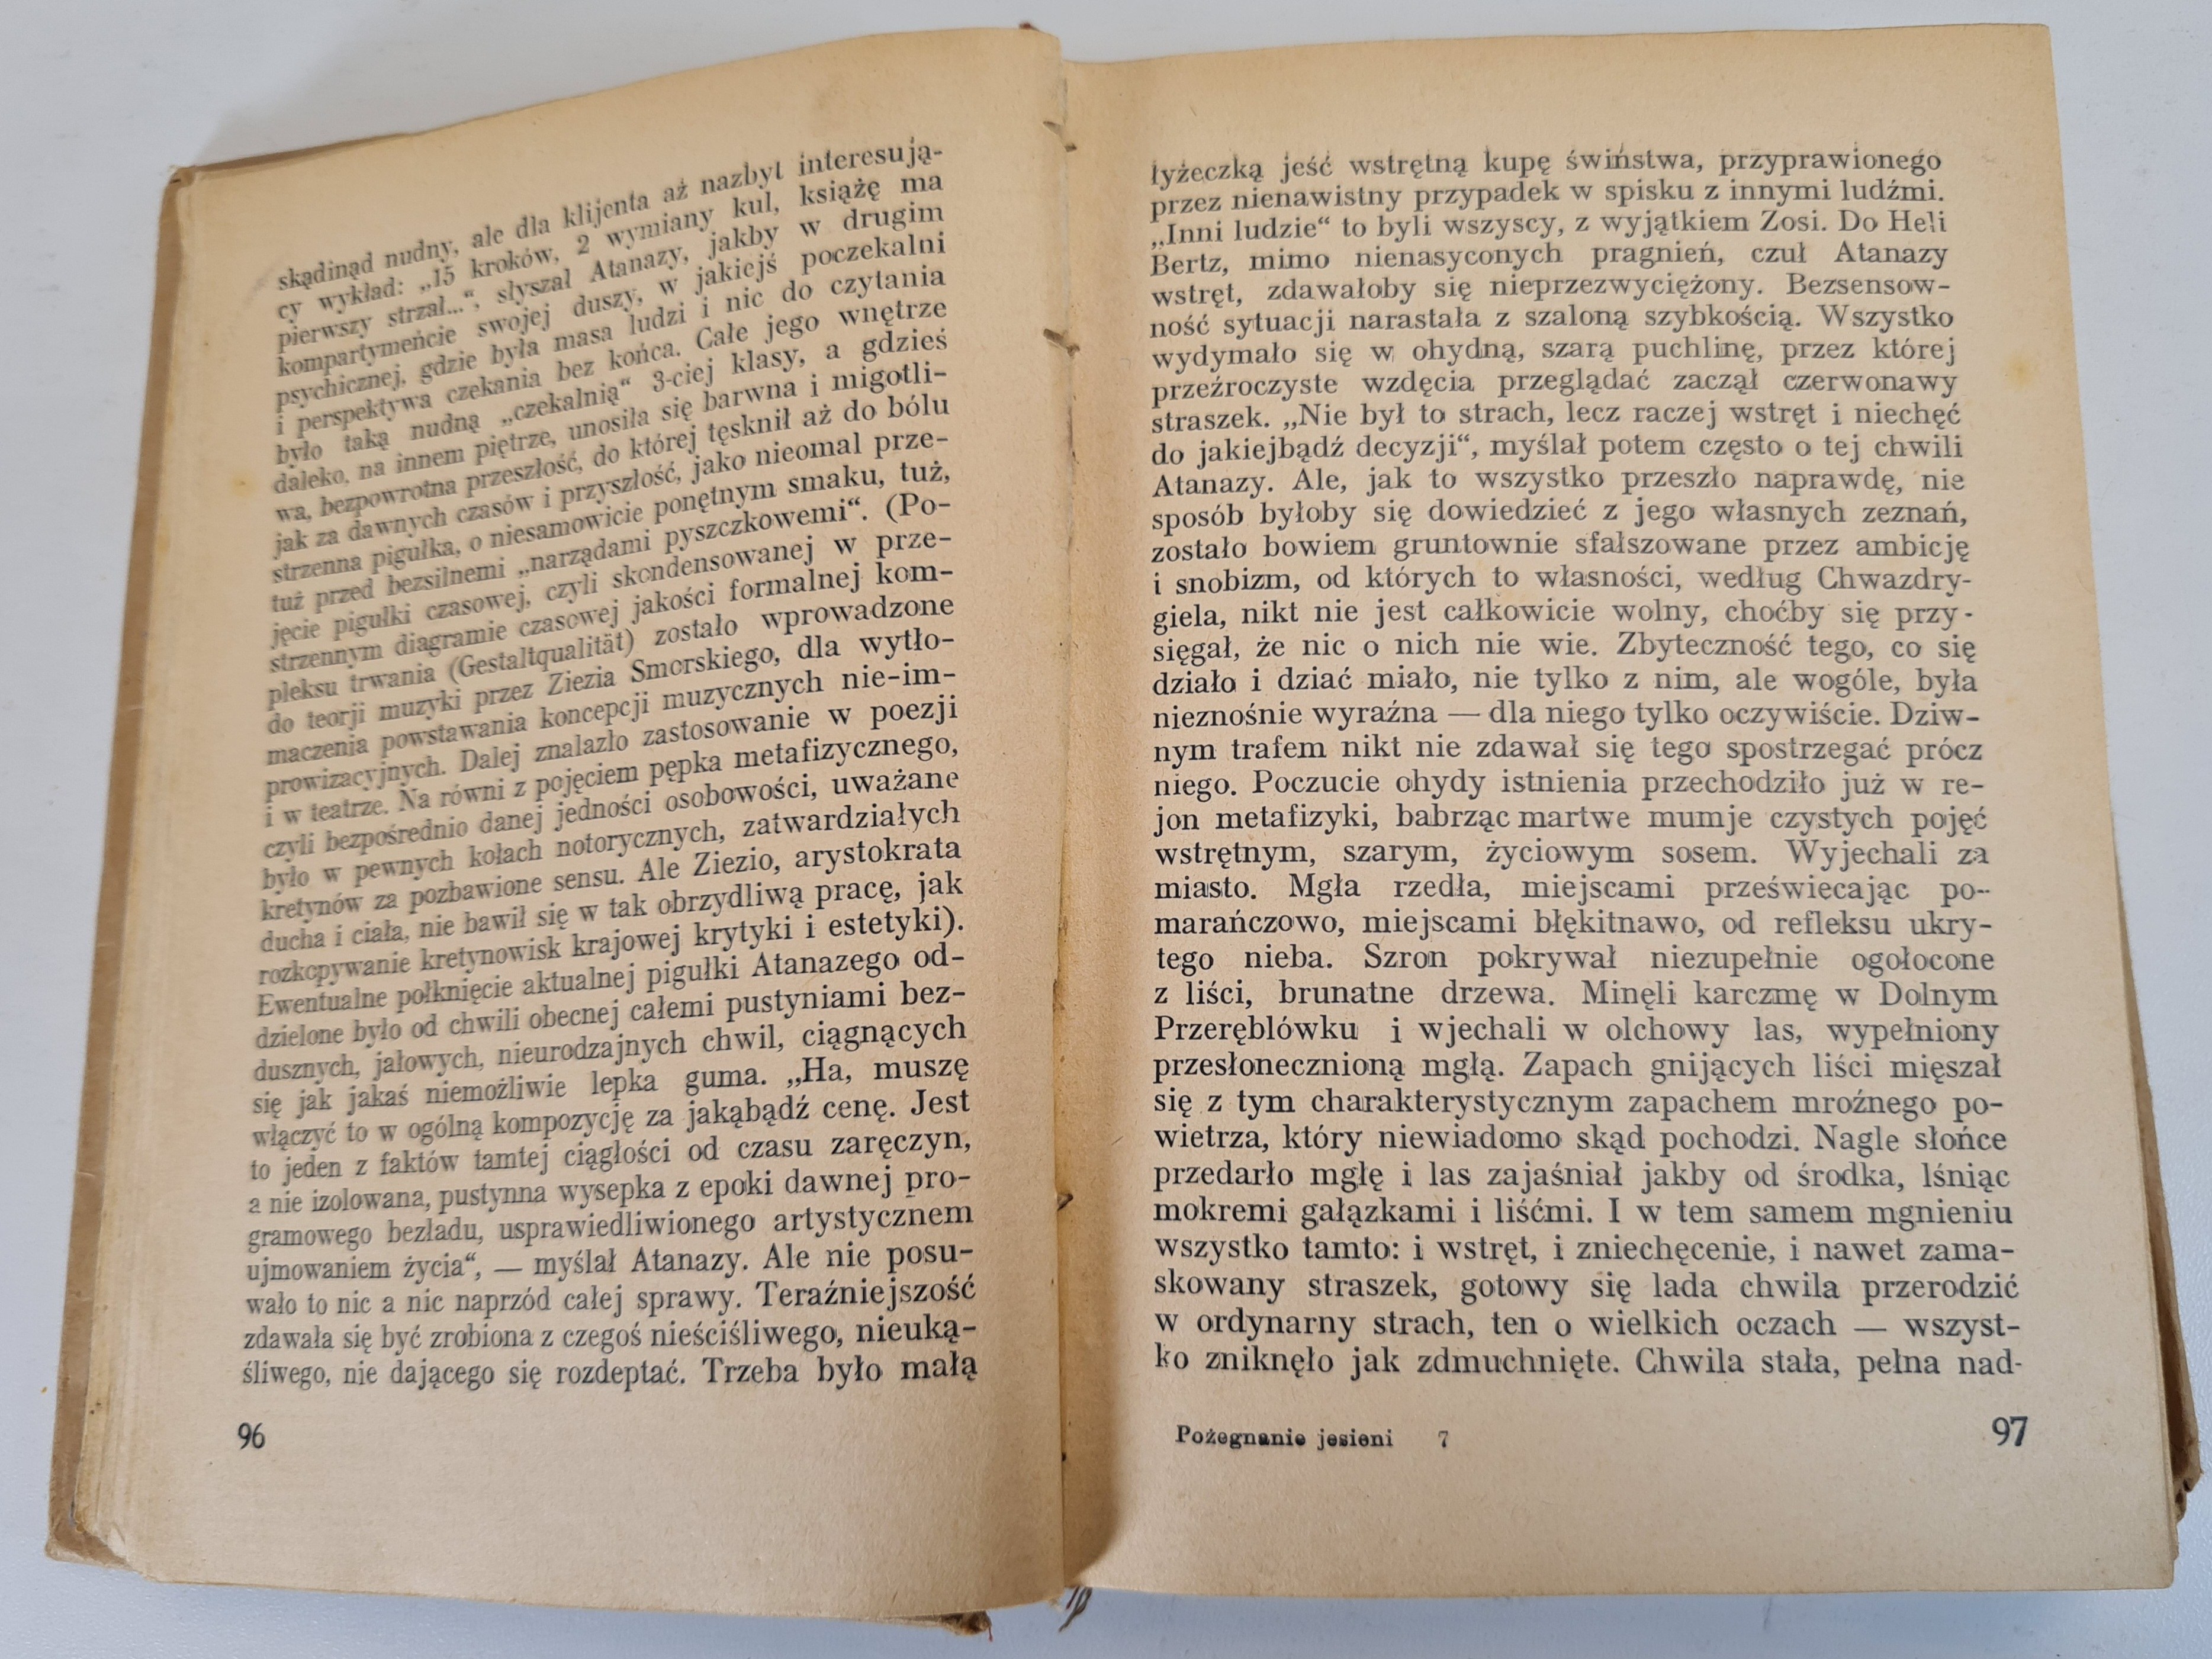 skądinąd nudny, ale dla klijenta aż nazbyt interesują-
cy wykład: „15 kroków, 2 wymiany kul, książę ma
pierwszy strzał...“, słyszał Atanazy, jakby w drugim
kompartymeńcie swojej duszy, w jakiejś poczekalni
psychicznej, gdzie była masa ludzi i nic do czytania
i perspektywa czekania bez końca. Całe jego wnętrze
było taką nudną „czekalnią“ 3-ciej klasy, a gdzieś
daleko, na innem piętrze, unosiła się barwna i migotli-
wa, bezpowrotna przeszłość, do której tęsknił aż do bólu
jak za dawnych czasów i przyszłość, jako nieomal prze-
strzenna pigułka, o niesamowicie ponętnym smaku, tuż,
tuż przed bezsilnemi „narządami pyszczkowemi“. (Po-
jęcie pigułki czasowej, czyli skondensowanej w prze-
strzennym diagramie czasowej jakości formalnej kom-
pleksu trwania (Gestaltqualität) zostało wprowadzone
do teorji muzyki przez Ziezia Smorskiego, dla wytło-
maczenia powstawania koncepcji muzycznych nie-im-
prowizacyjnych. Dalej znalazło zastosowanie w poezji
i w teatrze. Na równi z pojęciem pępka metafizycznego,
czyli bezpośrednio danej jedności osobowości, uważane
było w pewnych kołach notorycznych, zatwardziałych
kretynów za pozbawione sensu. Ale Ziezio, arystokrata
ducha i ciała, nie bawił się w tak obrzydliwą pracę, jak
rozkopywanie kretynowisk krajowej krytyki i estetyki).
Ewentualne połknięcie aktualnej pigułki Atanazego od-
dzielone było od chwili obecnej całemi pustyniami bez-
dusznych, jałowych, nieurodzajnych chwil, ciągnących
się jak jakaś niemożliwie lepka guma. „Ha, muszę
włączyć to w ogólną kompozycję za jakąbądź cenę. Jest
to jeden z faktów tamtej ciągłości od czasu zaręczyn,
a nie izolowana, pustynna wysepka z epoki dawnej pro-
gramowego bezładu, usprawiedliwionego artystycznem
ujmowaniem życia“, — myślał Atanazy. Ale nie posu-
wało to nic a nic naprzód całej sprawy. Teraźniejszość
zdawała się być zrobiona z czegoś nieściśliwego, nieuką-
śliwego, nie dającego się rozdeptać. Trzeba było małą
96
łyżeczką jeść wstrętną kupę świństwa, przyprawionego
przez nienawistny przypadek w spisku z innymi ludźmi.
„Inni ludzie“ to byli wszyscy, z wyjątkiem Zosi. Do Heli
Bertz, mimo nienasyconych pragnień, czuł Atanazy
wstręt, zdawałoby się nieprzezwyciężony. Bezsensow-
ność sytuacji narastała z szaloną szybkością. Wszystko
wydymało się w ohydną, szarą puchlinę, przez której
przeźroczyste wzdęcia przeglądać zaczął czerwonawy
straszek. „Nie był to strach, lecz raczej wstręt i niechęć
do jakiejbądź decyzji“, myślał potem często o tej chwili
Atanazy. Ale, jak to wszystko przeszło naprawdę, nie
sposób byłoby się dowiedzieć z jego własnych zeznań,
zostało bowiem gruntownie sfałszowane przez ambicję
i snobizm, od których to własności, według Chwazdry-
giela, nikt nie jest całkowicie wolny, choćby się przy-
sięgał, że nic o nich nie wie. Zbyteczność tego, co się
działo i dziać miało, nie tylko z nim, ale wogóle, była
nieznośnie wyraźna — dla niego tylko oczywiście. Dziw-
nym trafem nikt nie zdawał się tego spostrzegać prócz
niego. Poczucie ohydy istnienia przechodziło już w re-
jon metafizyki, babrząc martwe mumje czystych pojęć
wstrętnym, szarym, życiowym sosem. Wyjechali za
miasto. Mgła rzedła, miejscami przeświecając po-
marańczowo, miejscami błękitnawo, od refleksu ukry-
tego nieba. Szron pokrywał niezupełnie ogołocone
z liści, brunatne drzewa. Minęli karczmę w Dolnym
Przeręblówku i wjechali w olchowy las, wypełniony
przesłonecznioną mgłą. Zapach gnijących liści mięszał
się z tym charakterystycznym zapachem mroźnego po-
wietrza, który niewiadomo skąd pochodzi. Nagle słońce
przedarło mgłę i las zajaśniał jakby od środka, lśniąc
mokremi gałązkami i liśćmi. I w tem samem mgnieniu
wszystko tamto: i wstręt, i zniechęcenie, i nawet zama-
skowany straszek, gotowy się lada chwila przerodzić
w ordynarny strach, ten o wielkich oczach — wszyst-
ko zniknęło jak zdmuchnięte. Chwila stała, pełna nad-
Pożegnanie jesieni 7
97